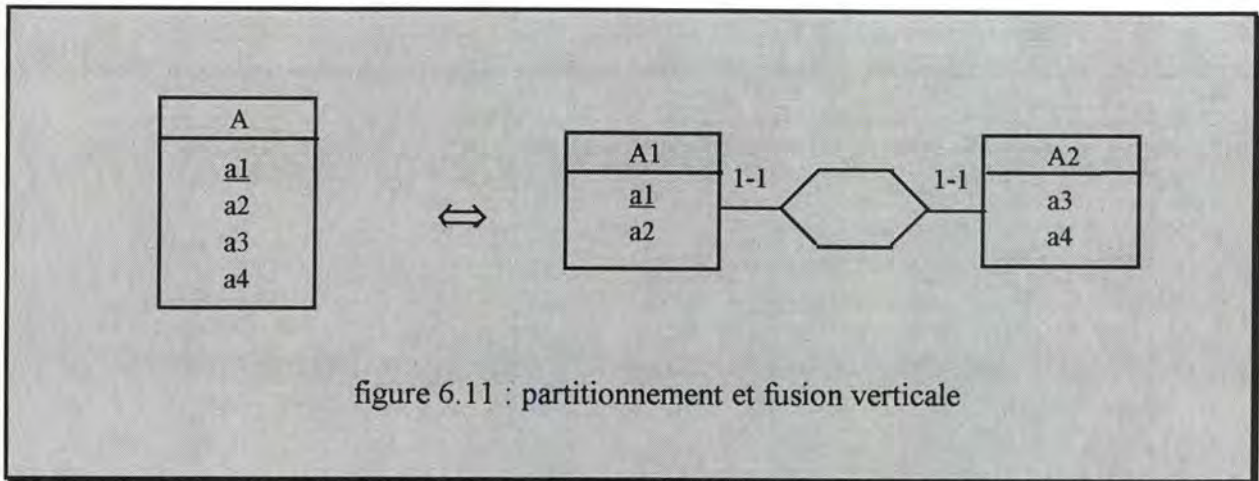 A
a1
a2
a3
a4
⇔
A1
a1
a2
1-1
1-1
A2
a3
a4
figure 6.11 : partitionnement et fusion verticale